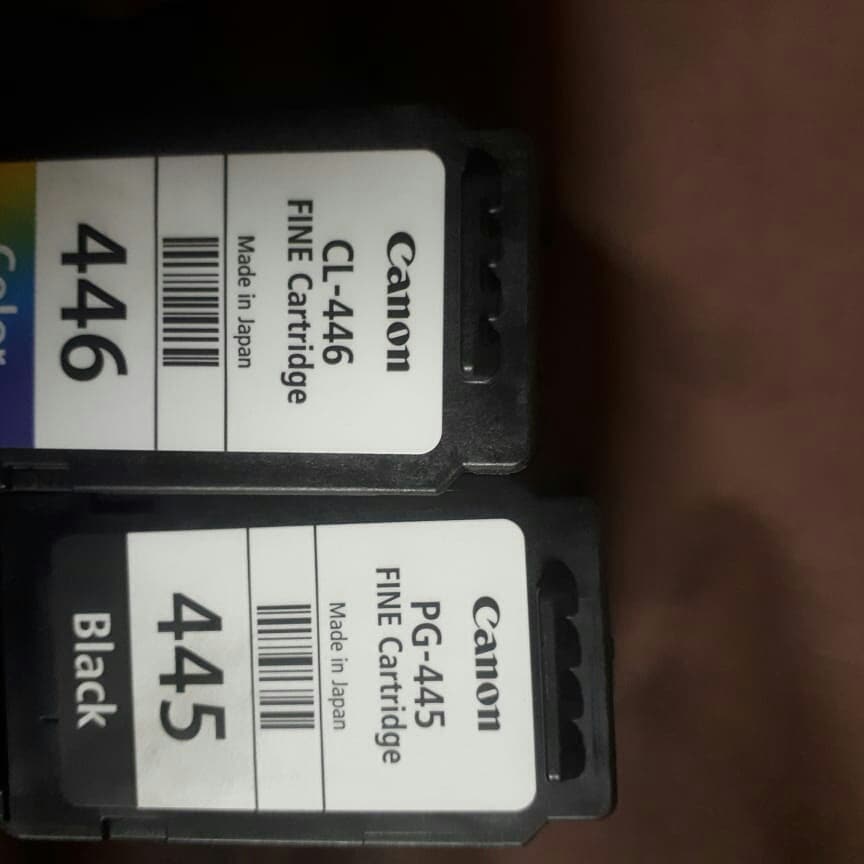 Canon
CL-446
FINE Cartridge
Made in Japan
446
Color
Canon
PG-445
FINE Cartridge
Made in Japan
445
Black